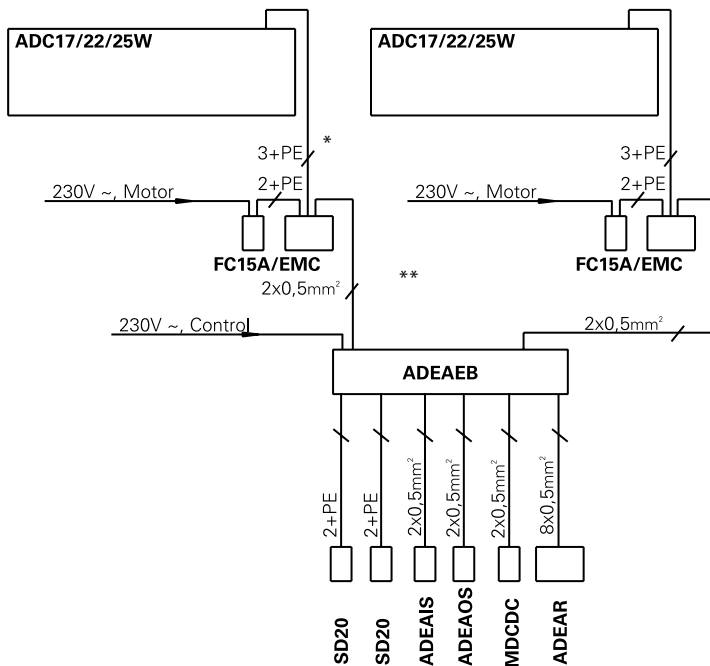 ADC17/22/25W
ADC17/22/25W
3+PE
*
3+PE
2+PE
2+PE
230V ~, Motor
230V ~, Motor
FC15A/EMC
FC15A/EMC
2x0,5mm²
**
230V ~, Control
2x0,5mm²
ADEAEB
2+PE
2+PE
2x0,5mm²
2x0,5mm²
2x0,5mm²
8x0,5mm²
SD20
SD20
ADEAIS
ADEAOS
MDCDC
ADEAR